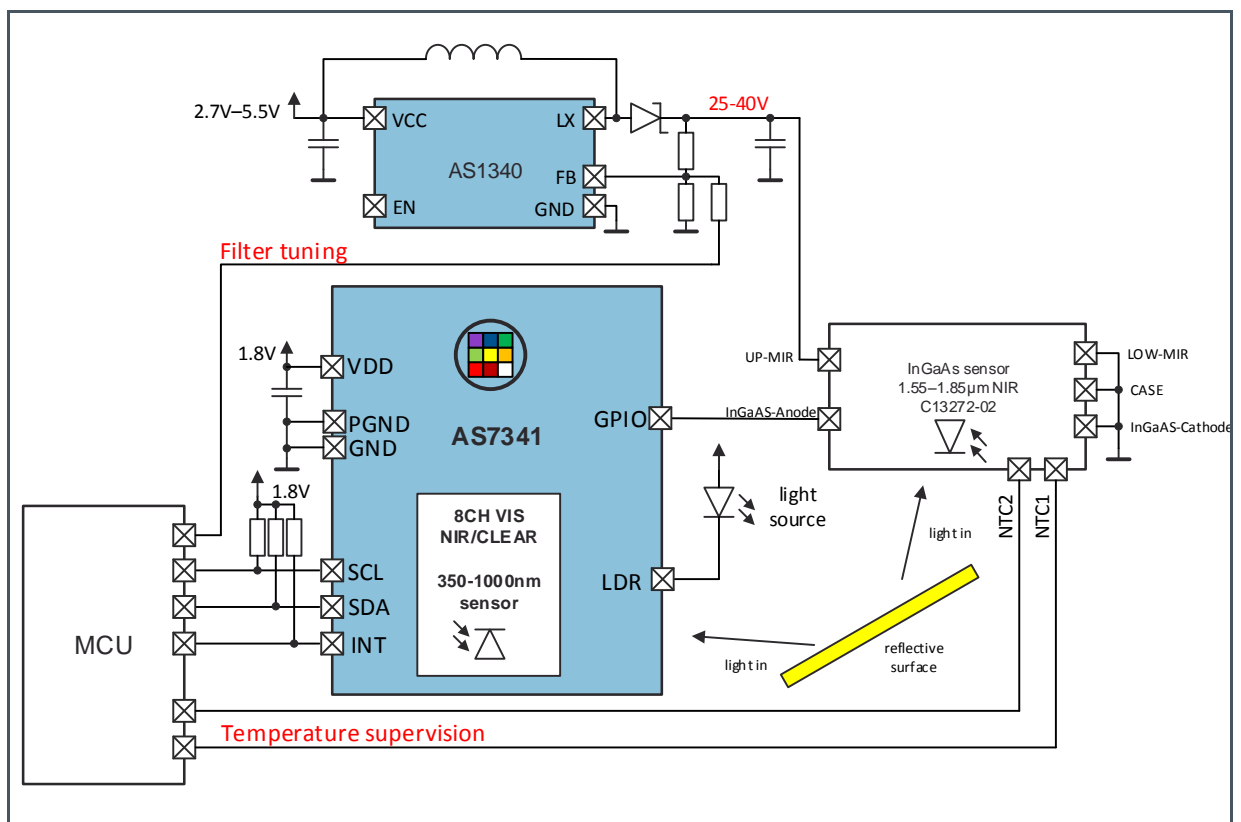 2.7V–5.5V
VCC
LX
25-40V
AS1340
FB
EN
GND
Filter tuning
1.8V
VDD
UP-MIR
InGaAs sensor
1.55–1.85µm NIR
C13272-02
LOW-MIR
CASE
InGaAS-Cathode
PGND
GND
AS7341
GPIO
InGaAS-Anode
1.8V
NTC2
NTC1
light
source
8CH VIS
NIR/CLEAR
350-1000nm
sensor
light in
SCL
SDA
INT
LDR
MCU
light in
reflective
surface
Temperature supervision